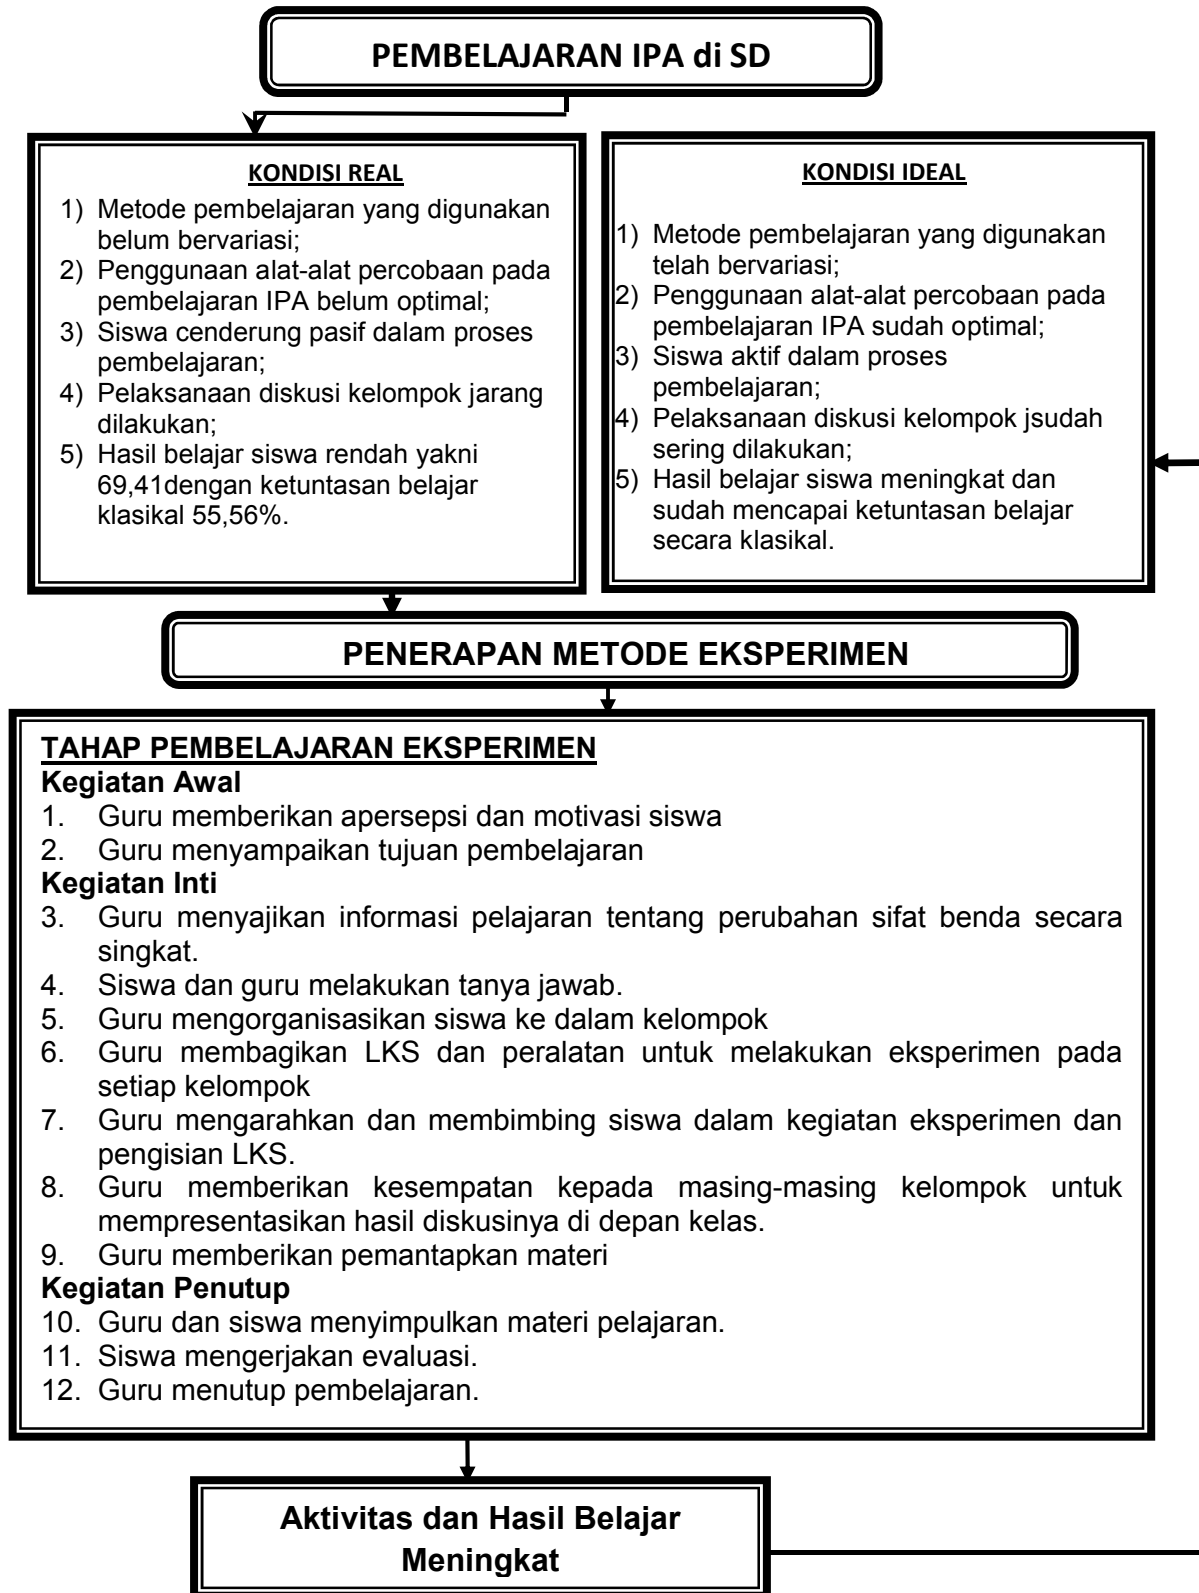 PEMBELAJARAN IPA di SD
KONDISI REAL
1) Metode pembelajaran yang digunakan
belum bervariasi;
2) Penggunaan alat-alat percobaan pada
pembelajaran IPA belum optimal;
3) Siswa cenderung pasif dalam proses
pembelajaran;
4) Pelaksanaan diskusi kelompok jarang
dilakukan;
5) Hasil belajar siswa rendah yakni
69,41dengan ketuntasan belajar
klasikal 55,56%.
KONDISI IDEAL
1) Metode pembelajaran yang digunakan
telah bervariasi;
2) Penggunaan alat-alat percobaan pada
pembelajaran IPA sudah optimal;
3) Siswa aktif dalam proses
pembelajaran;
4) Pelaksanaan diskusi kelompok jsudah
sering dilakukan;
5) Hasil belajar siswa meningkat dan
sudah mencapai ketuntasan belajar
secara klasikal.
PENERAPAN METODE EKSPERIMEN
TAHAP PEMBELAJARAN EKSPERIMEN
Kegiatan Awal
1. Guru memberikan apersepsi dan motivasi siswa
2. Guru menyampaikan tujuan pembelajaran
Kegiatan Inti
3. Guru menyajikan informasi pelajaran tentang perubahan sifat benda secara
singkat.
4. Siswa dan guru melakukan tanya jawab.
5. Guru mengorganisasikan siswa ke dalam kelompok
6. Guru membagikan LKS dan peralatan untuk melakukan eksperimen pada
setiap kelompok
7. Guru mengarahkan dan membimbing siswa dalam kegiatan eksperimen dan
pengisian LKS.
8. Guru memberikan kesempatan kepada masing-masing kelompok untuk
mempresentasikan hasil diskusinya di depan kelas.
9. Guru memberikan pemantapkan materi
Kegiatan Penutup
10. Guru dan siswa menyimpulkan materi pelajaran.
11. Siswa mengerjakan evaluasi.
12. Guru menutup pembelajaran.
Aktivitas dan Hasil Belajar
Meningkat